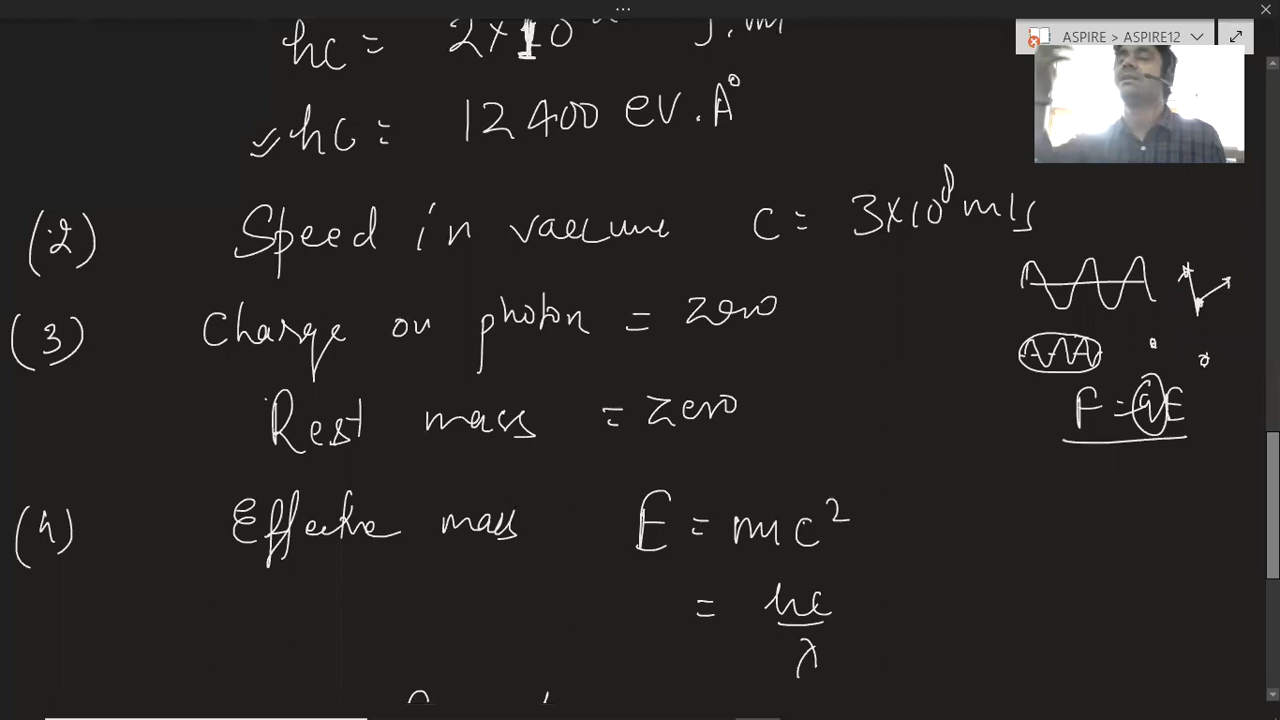 hc = 2×10 J.m
ASPIRE > ASPIRE12
hc = 12400 eV.A°
(2) Speed in vaccume c = 3×10⁸ m/s
(3) Charge on photon = zero
Rest mass = zero
F = qE
(4) Effective mass E = mc²
= hc/λ